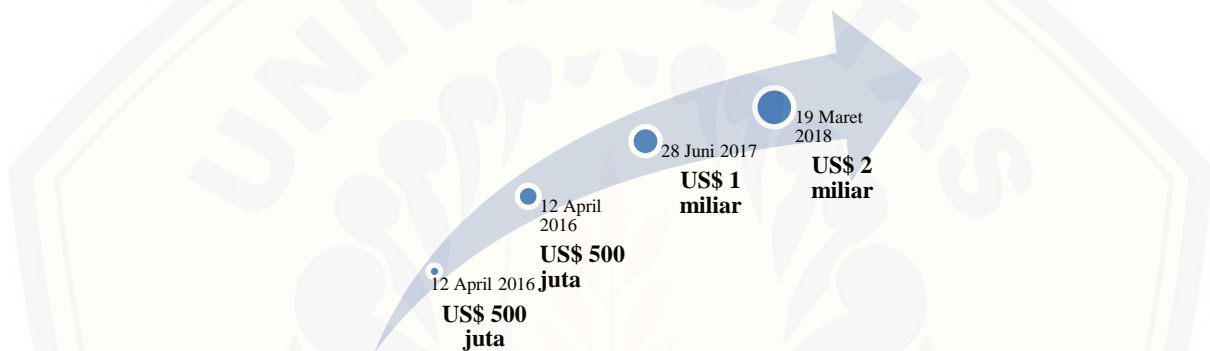 UNIVERSITAS
19 Maret
2018
US$ 2
miliar
28 Juni 2017
US$ 1
miliar
12 April
2016
US$ 500
juta
12 April 2016
US$ 500
juta